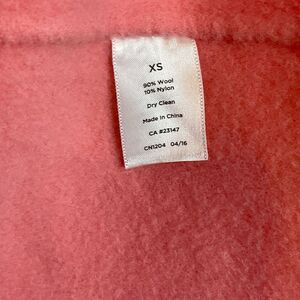 XS
90% Wool
10% Nylon
Dry Clean
Made in China
CA #23147
CN1204 04/16